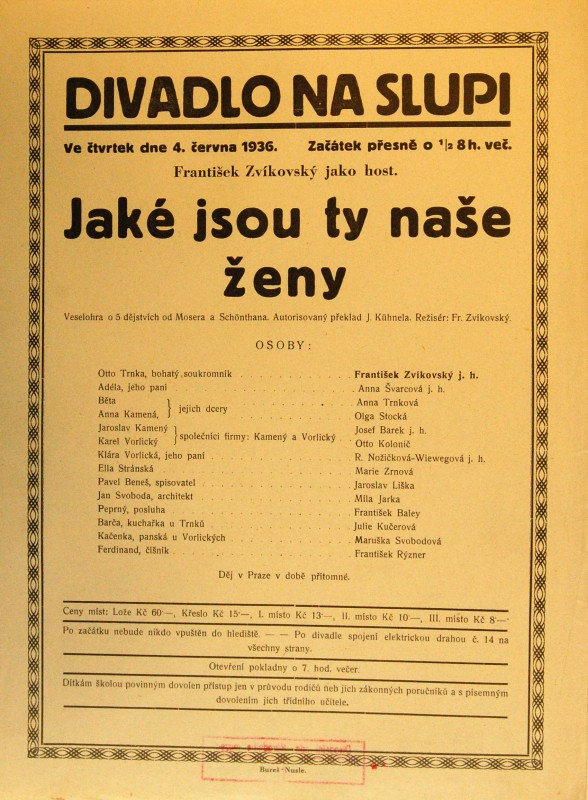 DIVADLO NA SLUPI
Ve čtvrtek dne 4. června 1936. Začátek přesně o ½8 h. več.
František Zvíkovský jako host.
Jaké jsou ty naše
ženy
Veselohra o 5 dějstvích od Mosera a Schönthana. Autorisovaný překlad J. Kühnela. Režisér: Fr. Zvíkovský.
OSOBY:
Otto Trnka, bohatý soukromník . . . . . . . . . . František Zvíkovský j. h.
Adéla, jeho paní . . . . . . . . . . Anna Švarcová j. h.
Běta } jejich dcery . . . . . . . . . . Anna Trnková
Anna Kamená, Olga Stocká
Jaroslav Kamený } společníci firmy: Kamený a Vorlický . . Josef Barek j. h.
Karel Vorlický Otto Kolonič
Klára Vorlická, jeho paní . . . . . . . . . . R. Nožičková-Wiewegová j. h.
Ella Stránská . . . . . . . . . . Marie Zrnová
Pavel Beneš, spisovatel . . . . . . . . . . Jaroslav Liška
Jan Svoboda, architekt . . . . . . . . . . Míla Jarka
Peprný, posluha . . . . . . . . . . František Baley
Barča, kuchařka u Trnků . . . . . . . . . . Julie Kučerová
Kačenka, panská u Vorlických . . . . . . . . . . Maruška Svobodová
Ferdinand, číšník . . . . . . . . . . František Rýzner
Děj v Praze v době přítomné.
Ceny míst: Lože Kč 60·—, Křeslo Kč 15·—, I. místo Kč 13·—, II. místo Kč 10·—, III. místo Kč 8·—·
Po začátku nebude nikdo vpuštěn do hlediště. — — Po divadle spojení elektrickou drahou č. 14 na
všechny strany.
Otevření pokladny o 7. hod. večer.
Dítkám školou povinným dovolen přístup jen v průvodu rodičů neb jich zákonných poručníků a s písemným
dovolením jich třídního učitele.
Bureš-Nusle.